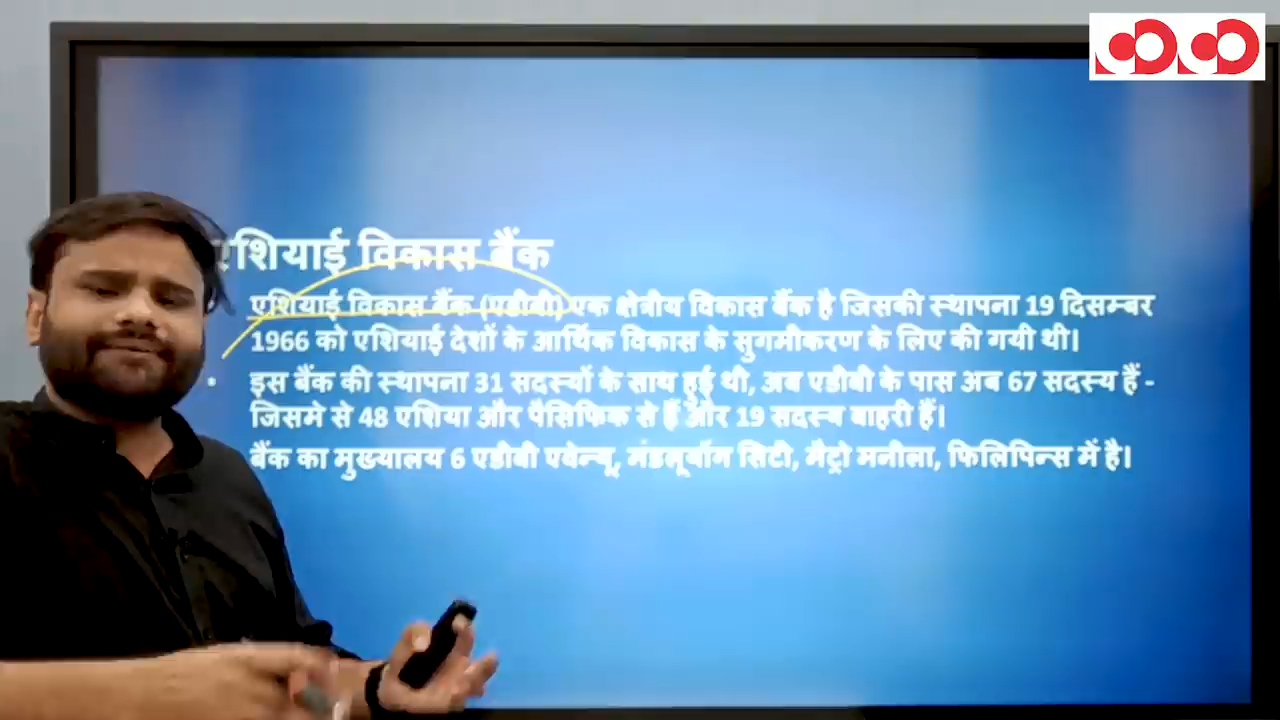 एशियाई विकास बैंक
एशियाई विकास बैंक (एडीबी) एक क्षेत्रीय विकास बैंक है जिसकी स्थापना 19 दिसम्बर
1966 को एशियाई देशों के आर्थिक विकास के सुगमीकरण के लिए की गयी थी।
• इस बैंक की स्थापना 31 सदस्यों के साथ हुई थी, अब एडीबी के पास अब 67 सदस्य हैं -
जिसमे से 48 एशिया और पैसिफिक से हैं और 19 सदस्य बाहरी हैं।
बैंक का मुख्यालय 6 एडीबी एवेन्यू, मंडलूयोंग सिटी, मैट्रो मनीला, फिलिपिन्स में है।